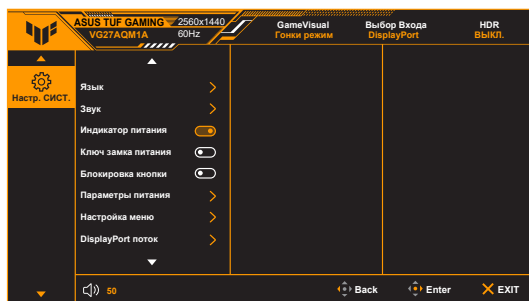 ASUS TUF GAMING 2560x1440
VG27AQM1A 60Hz
GameVisual
Гонки режим
Выбор Входа
DisplayPort
HDR
ВЫКЛ.
Настр. СИСТ.
Язык
Звук
Индикатор питания
Ключ замка питания
Блокировка кнопки
Параметры питания
Настройка меню
DisplayPort поток
50
Back
Enter
EXIT